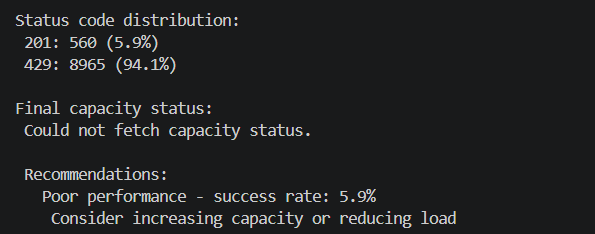 Status code distribution:
201: 560 (5.9%)
429: 8965 (94.1%)
Final capacity status:
Could not fetch capacity status.
Recommendations:
Poor performance - success rate: 5.9%
Consider increasing capacity or reducing load